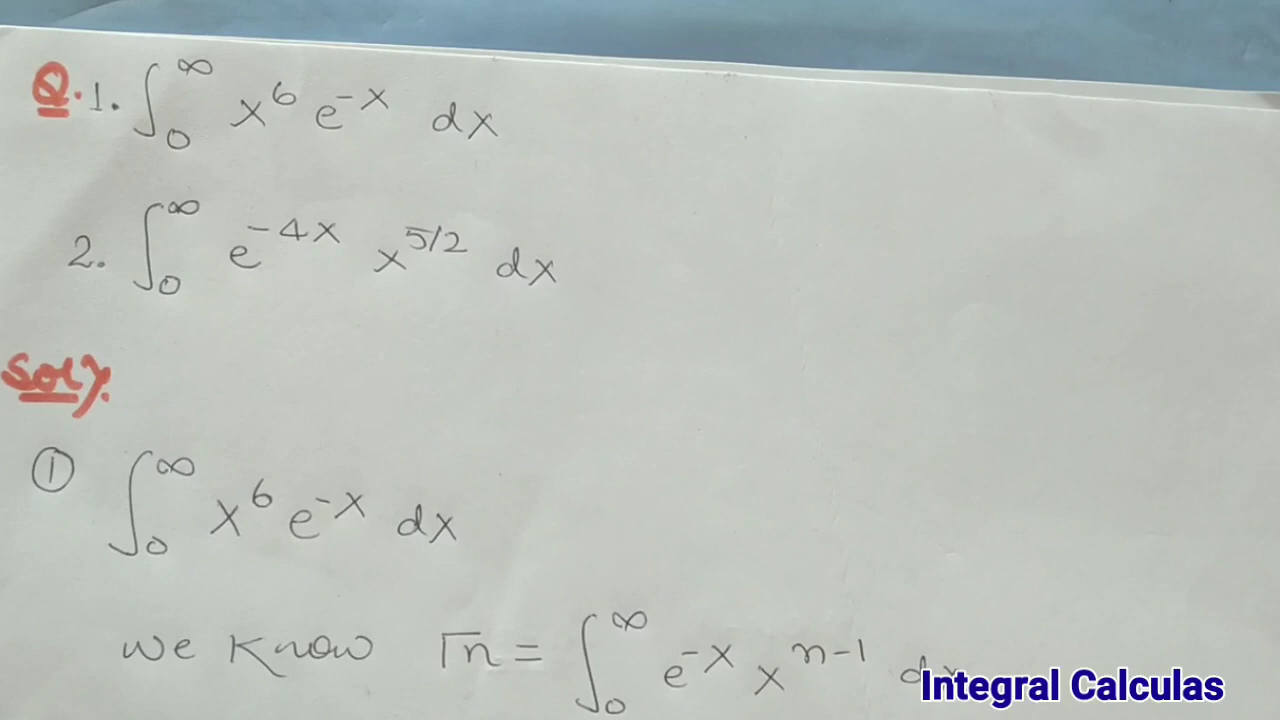 Q.1. ∫₀^∞ x⁶ e⁻ˣ dx
2. ∫₀^∞ e^{-4x} x^{5/2} dx
Solⁿ.
① ∫₀^∞ x⁶ e⁻ˣ dx
We Know Γn = ∫₀^∞ e⁻ˣ x^{n-1} dx
Integral Calculas